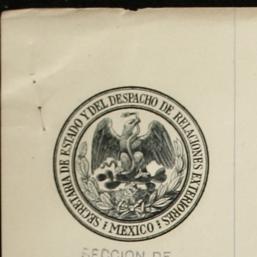 SECRETARIA DE ESTADO Y DEL DESPACHO DE RELACIONES EXTERIORES
MEXICO
SECCION DE